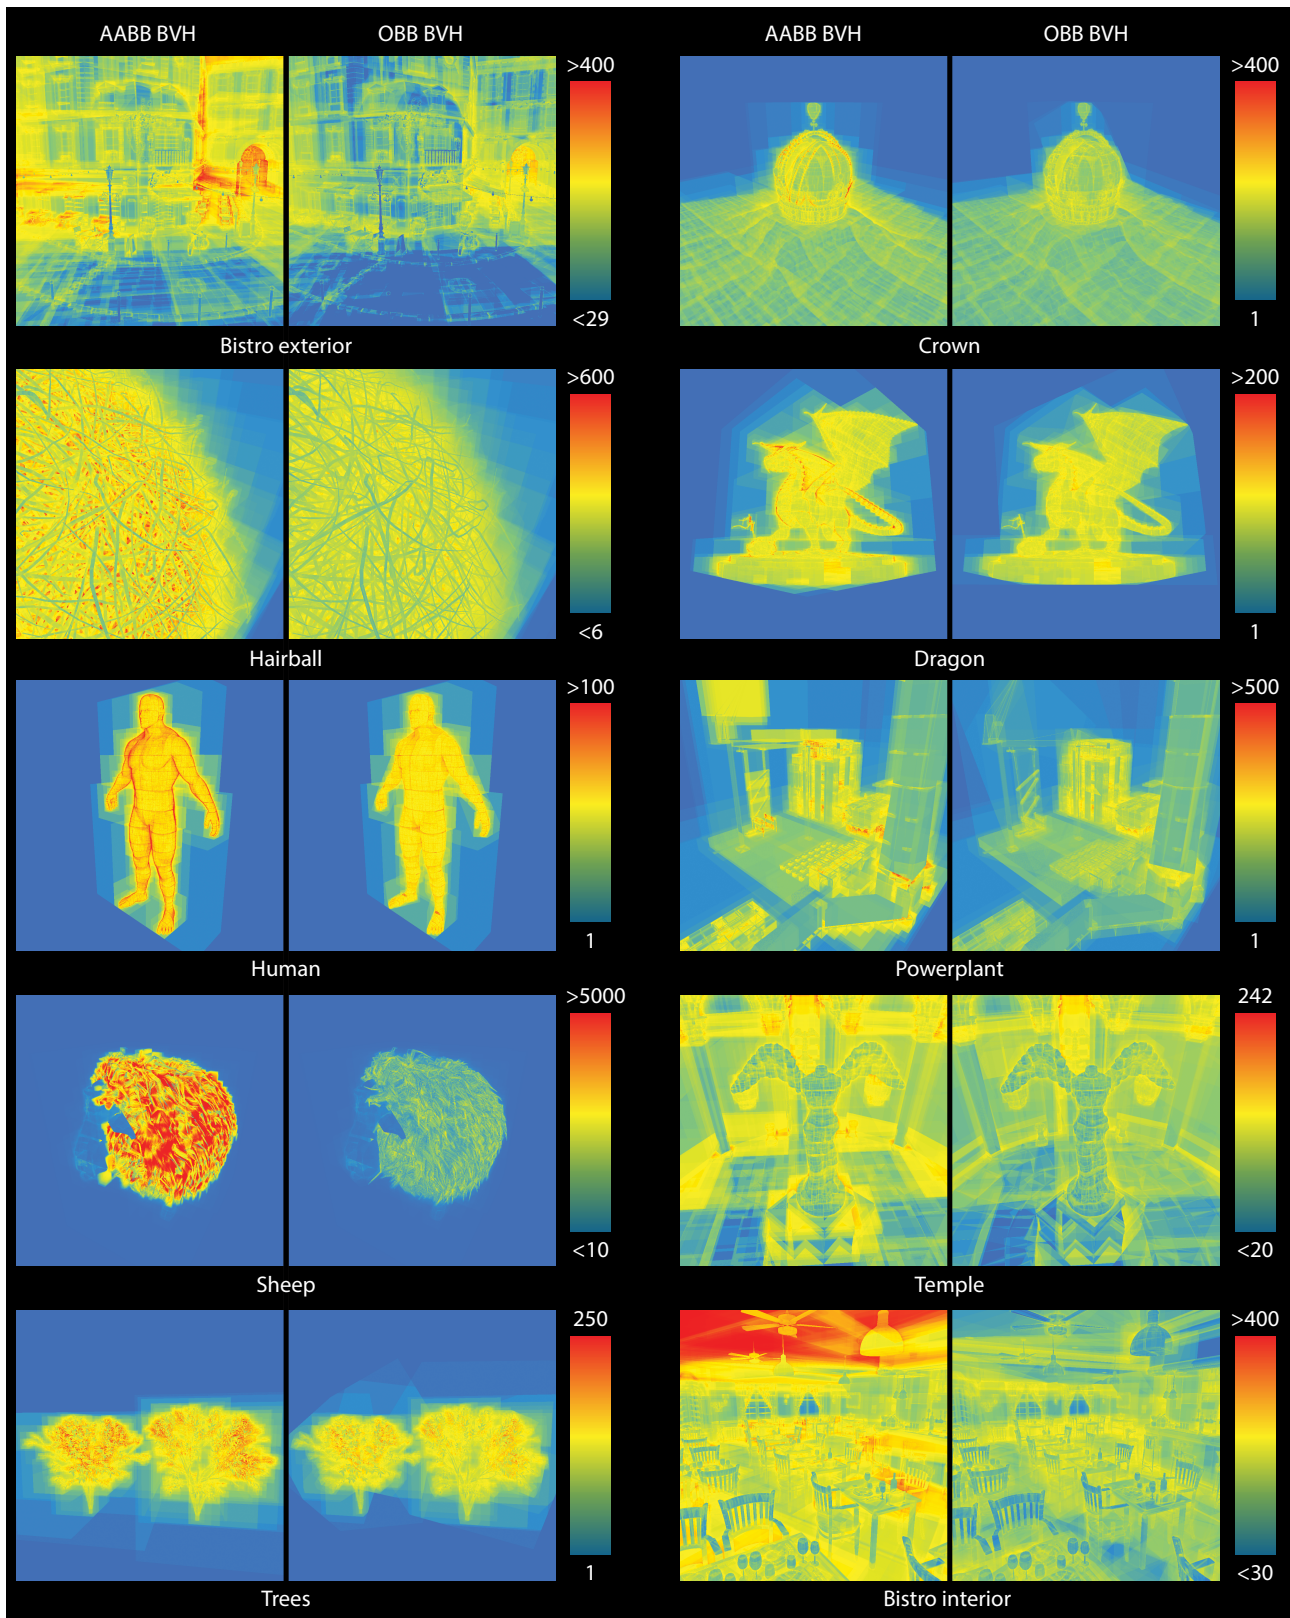 AABB BVH OBB BVH AABB BVH OBB BVH
>400
<29
Bistro exterior
>400
1
Crown
>600
<6
Hairball
>200
1
Dragon
>100
1
Human
>500
1
Powerplant
>5000
<10
Sheep
242
<20
Temple
250
1
Trees
>400
<30
Bistro interior